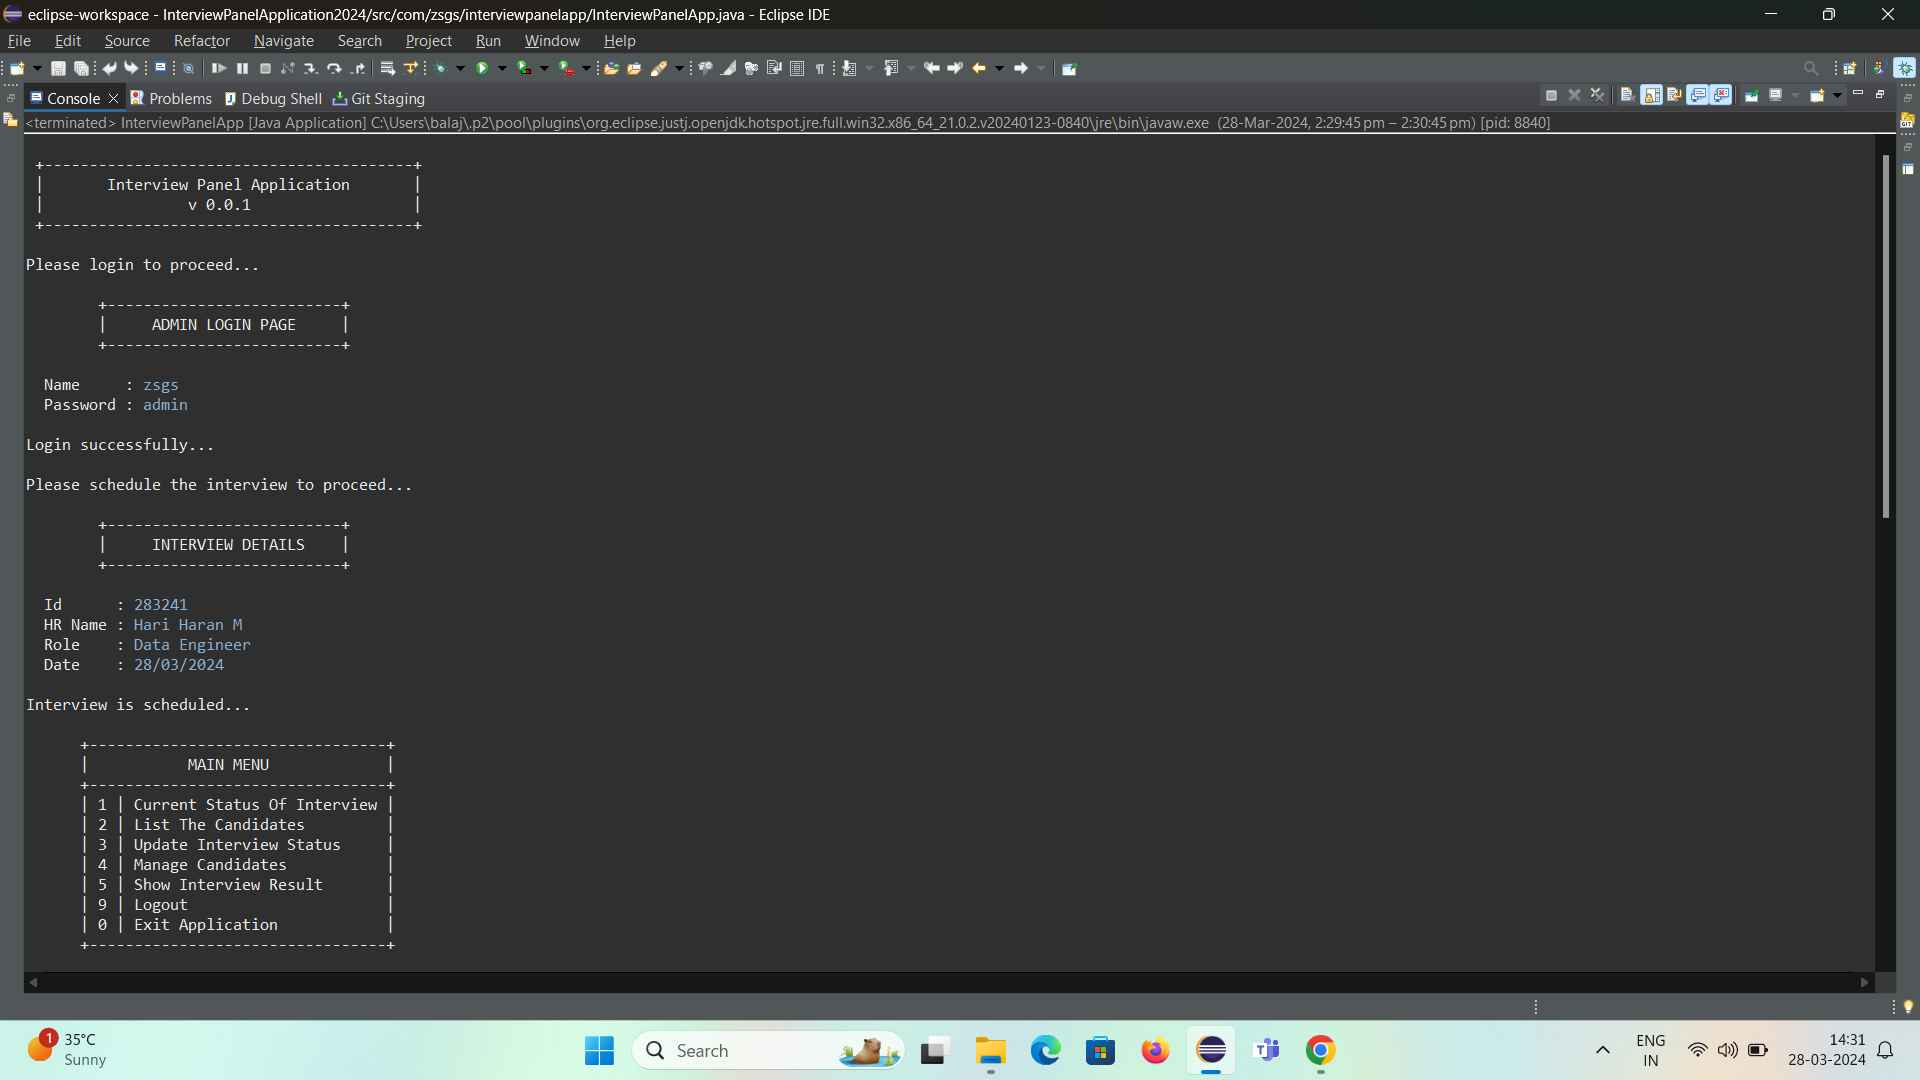 eclipse-workspace - InterviewPanelApplication2024/src/com/zsgs/interviewpanelapp/InterviewPanelApp.java - Eclipse IDE
File Edit Source Refactor Navigate Search Project Run Window Help
Console Problems Debug Shell Git Staging
<terminated> InterviewPanelApp [Java Application] C:\Users\balaj\.p2\pool\plugins\org.eclipse.justj.openjdk.hotspot.jre.full.win32.x86_64_21.0.2.v20240123-0840\jre\bin\javaw.exe (28-Mar-2024, 2:29:45 pm – 2:30:45 pm) [pid: 8840]
+-----------------------------------------+
| Interview Panel Application |
| v 0.0.1 |
+-----------------------------------------+
Please login to proceed...
+--------------------------+
| ADMIN LOGIN PAGE |
+--------------------------+
Name : zsgs
Password : admin
Login successfully...
Please schedule the interview to proceed...
+--------------------------+
| INTERVIEW DETAILS |
+--------------------------+
Id : 283241
HR Name : Hari Haran M
Role : Data Engineer
Date : 28/03/2024
Interview is scheduled...
+---------------------------------+
| MAIN MENU |
+---------------------------------+
| 1 | Current Status Of Interview |
| 2 | List The Candidates |
| 3 | Update Interview Status |
| 4 | Manage Candidates |
| 5 | Show Interview Result |
| 9 | Logout |
| 0 | Exit Application |
+---------------------------------+
1
35°C
Sunny
Search
ENG
IN
14:31
28-03-2024